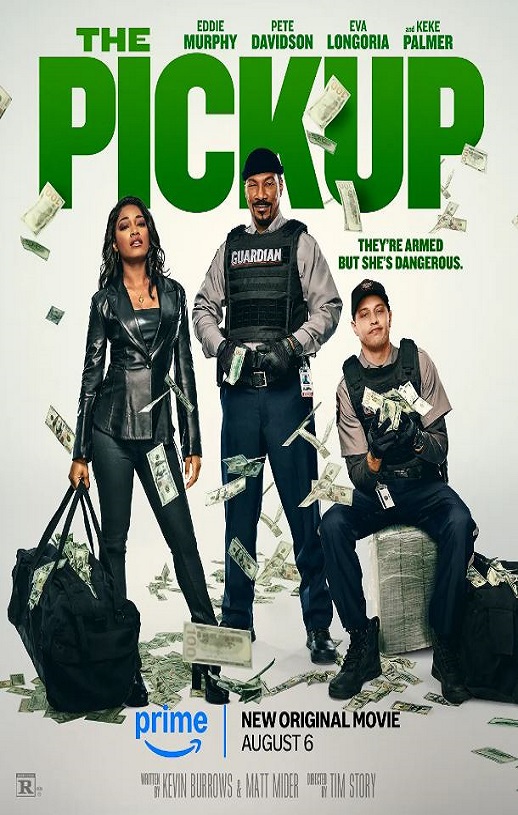 THE
EDDIE MURPHY
PETE DAVIDSON
EVA LONGORIA
and KEKE PALMER
PICKUP
THEY'RE ARMED
BUT SHE'S DANGEROUS.
GUARDIAN
prime
NEW ORIGINAL MOVIE
AUGUST 6
R
WRITTEN BY KEVIN BURROWS & MATT MIDER DIRECTED BY TIM STORY